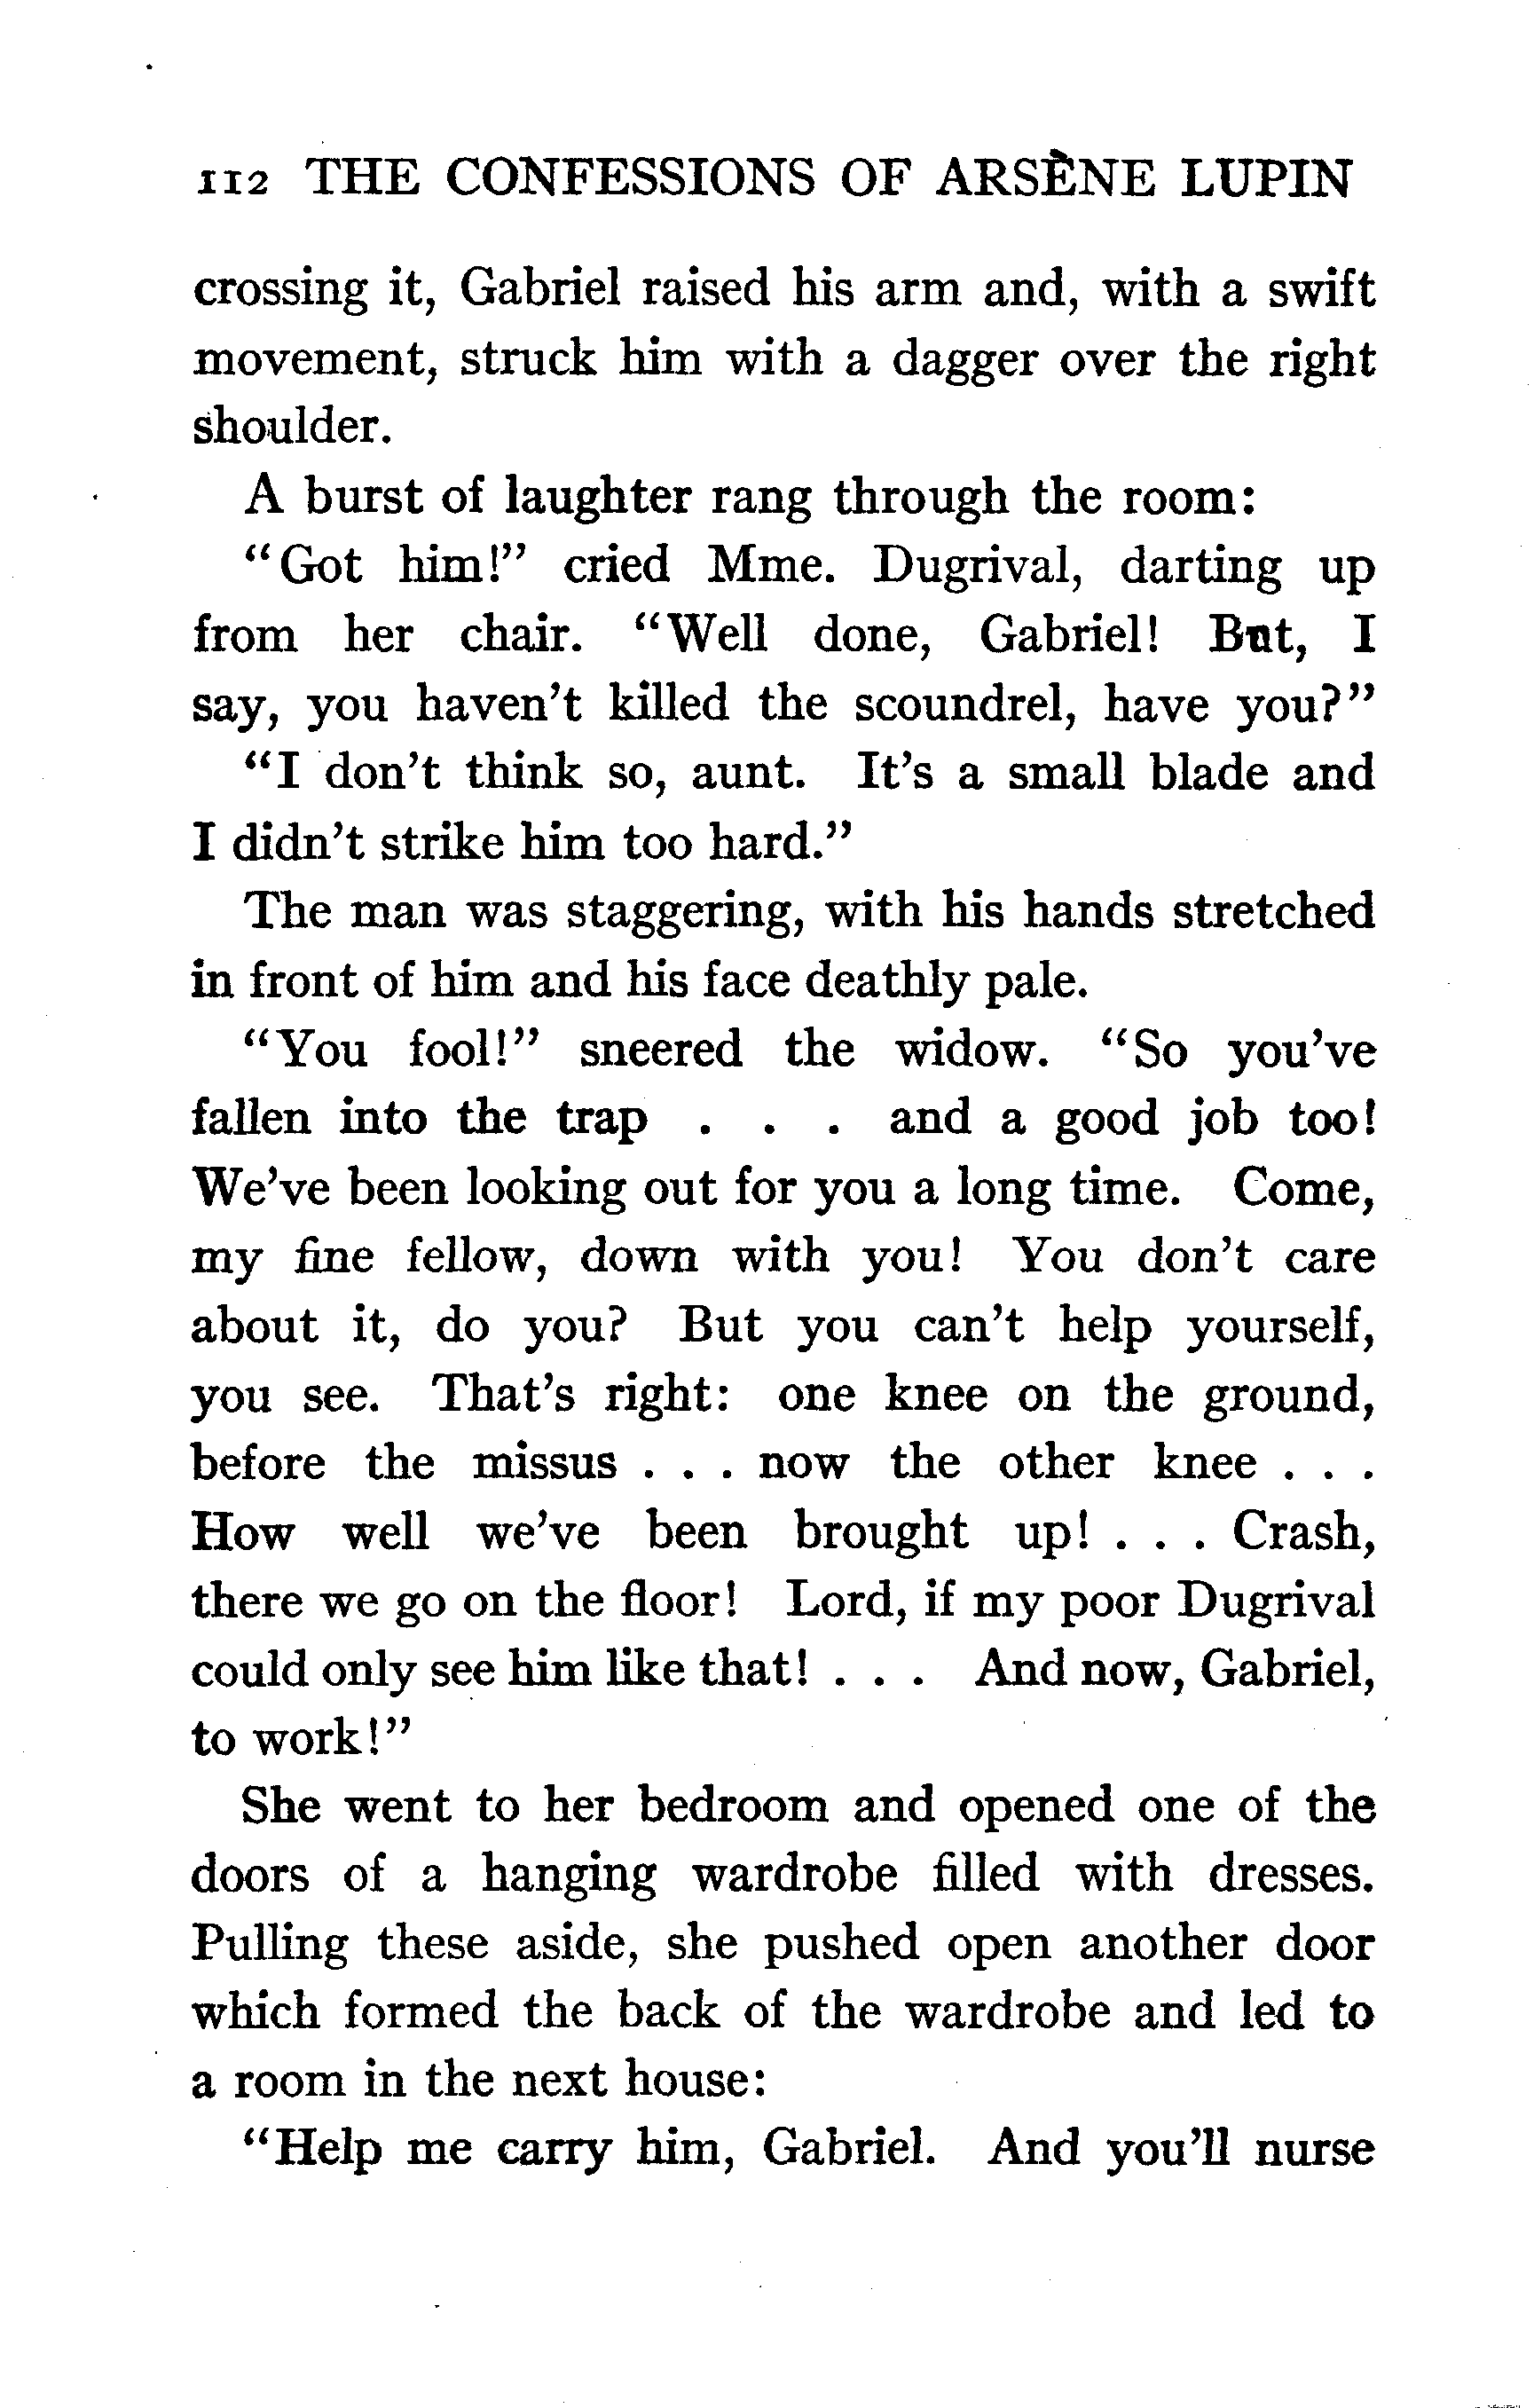 112 THE CONFESSIONS OF ARSÈNE LUPIN
crossing it, Gabriel raised his arm and, with a swift
movement, struck him with a dagger over the right
shoulder.
A burst of laughter rang through the room:
"Got him!" cried Mme. Dugrival, darting up
from her chair. "Well done, Gabriel! But, I
say, you haven't killed the scoundrel, have you?"
"I don't think so, aunt. It's a small blade and
I didn't strike him too hard."
The man was staggering, with his hands stretched
in front of him and his face deathly pale.
"You fool!" sneered the widow. "So you've
fallen into the trap . . . and a good job too!
We've been looking out for you a long time. Come,
my fine fellow, down with you! You don't care
about it, do you? But you can't help yourself,
you see. That's right: one knee on the ground,
before the missus . . . now the other knee . . .
How well we've been brought up! . . . Crash,
there we go on the floor! Lord, if my poor Dugrival
could only see him like that! . . . And now, Gabriel,
to work!"
She went to her bedroom and opened one of the
doors of a hanging wardrobe filled with dresses.
Pulling these aside, she pushed open another door
which formed the back of the wardrobe and led to
a room in the next house:
"Help me carry him, Gabriel. And you'll nurse